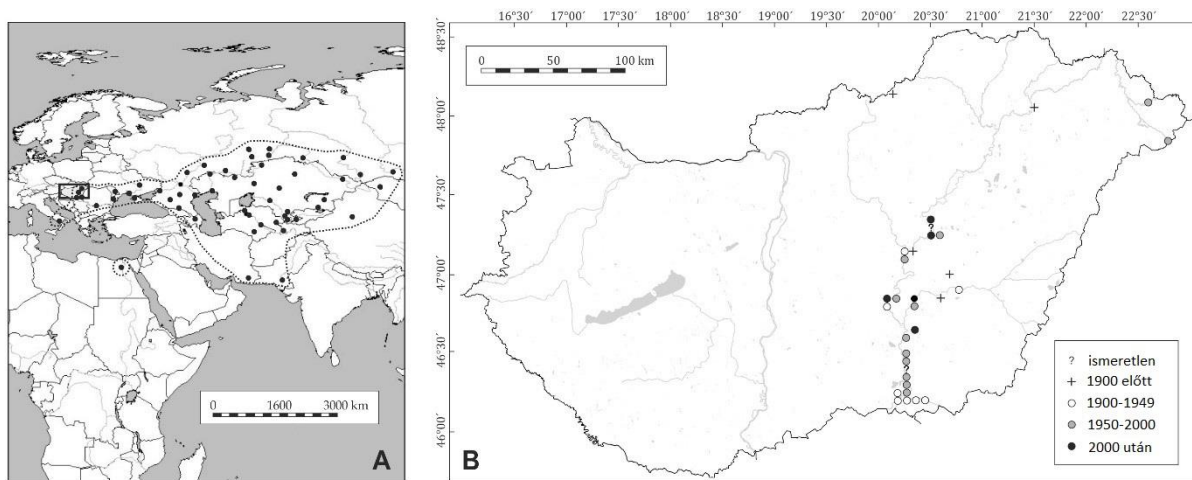 0 1600 3000 km
A
B
16°30' 17°00' 17°30' 18°00' 18°30' 19°00' 19°30' 20°00' 20°30' 21°00' 21°30' 22°00' 22°30'
48°30'
48°00'
47°30'
47°00'
46°30'
46°00'
0 50 100 km
?
?
? ismeretlen
+ 1900 előtt
1900-1949
1950-2000
2000 után